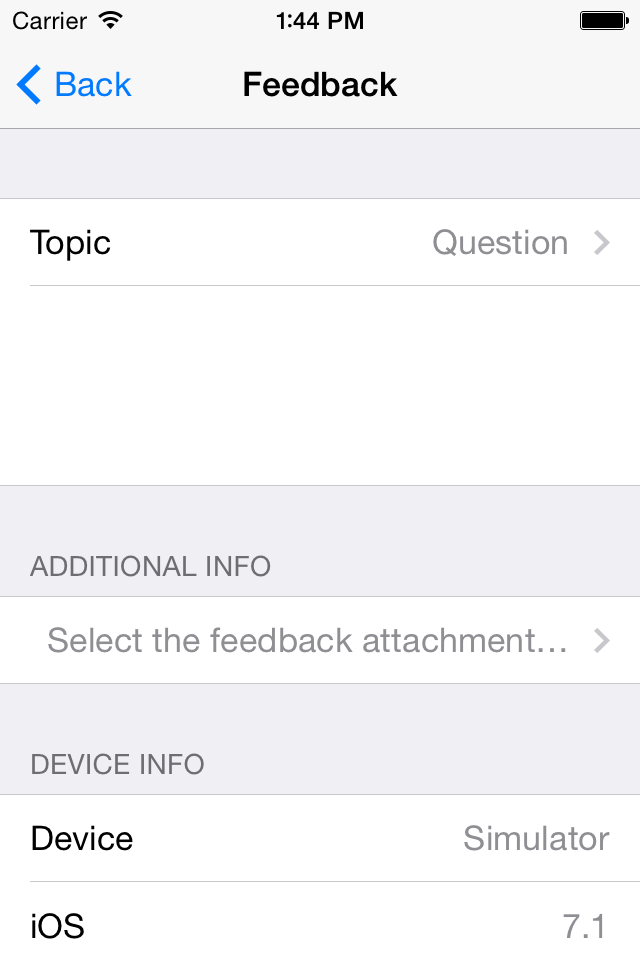 Carrier 1:44 PM
Back Feedback
Topic Question
ADDITIONAL INFO
Select the feedback attachment...
DEVICE INFO
Device Simulator
iOS 7.1